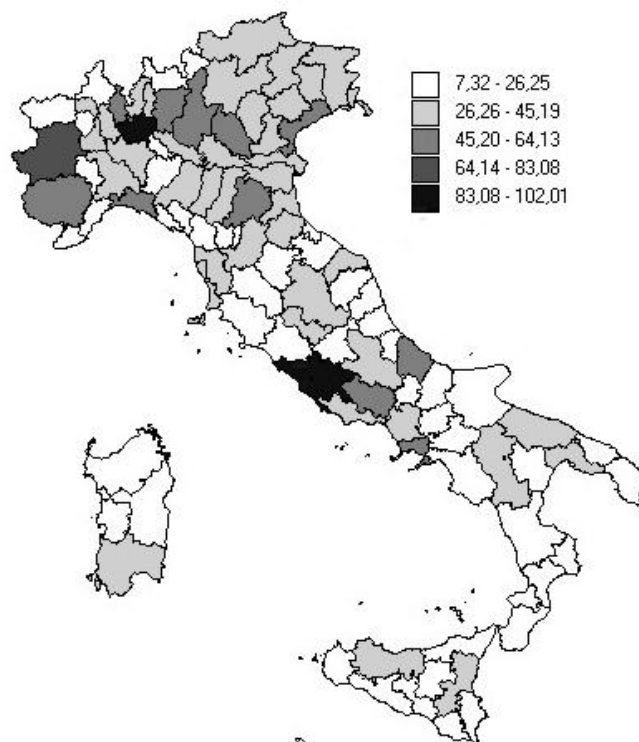 7,32 - 26,25
26,26 - 45,19
45,20 - 64,13
64,14 - 83,08
83,08 - 102,01